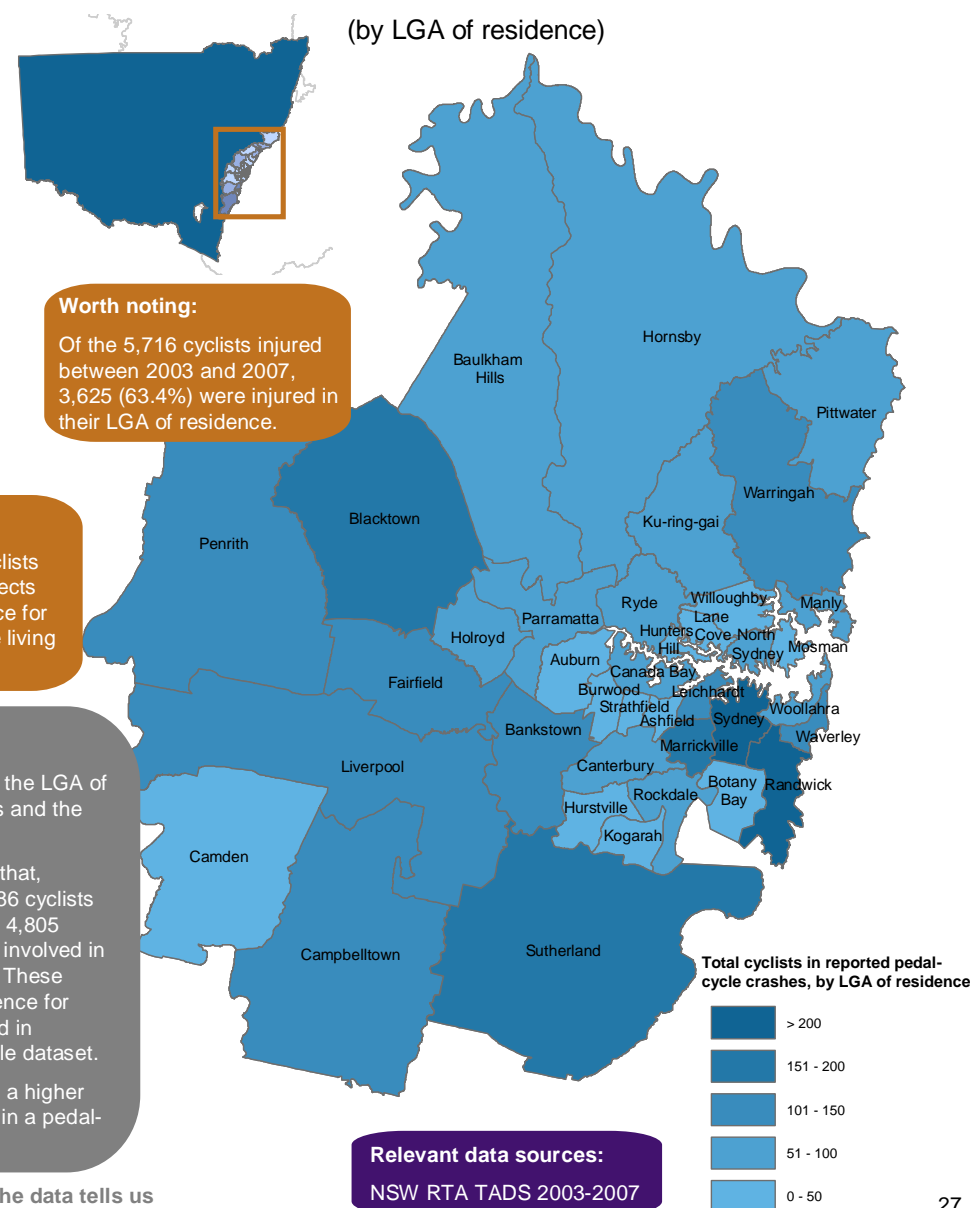 (by LGA of residence)
Worth noting:
Of the 5,716 cyclists injured
between 2003 and 2007,
3,625 (63.4%) were injured in
their LGA of residence.
Hornsby
Baulkham
Hills
Pittwater
Warringah
Ku-ring-gai
Blacktown
Penrith
clists
ects
ce for
e living
Willoughby
Manly
Ryde
Lane
Parramatta
Hunters
Cove
North
Hill
Sydney
Mosman
Holroyd
Auburn
Canada Bay
Fairfield
Burwood
Leichhardt
Strathfield
Woollahra
Ashfield
Sydney
Bankstown
Waverley
Marrickville
Liverpool
Canterbury
Botany
Bay
Randwick
Rockdale
Hurstville
Kogarah
Camden
Campbelltown
Sutherland
the LGA of
s and the
that,
36 cyclists
4,805
involved in
These
ence for
d in
le dataset.
a higher
in a pedal-
Total cyclists in reported pedal-
cycle crashes, by LGA of residence
> 200
151 - 200
101 - 150
51 - 100
0 - 50
Relevant data sources:
NSW RTA TADS 2003-2007
he data tells us
27